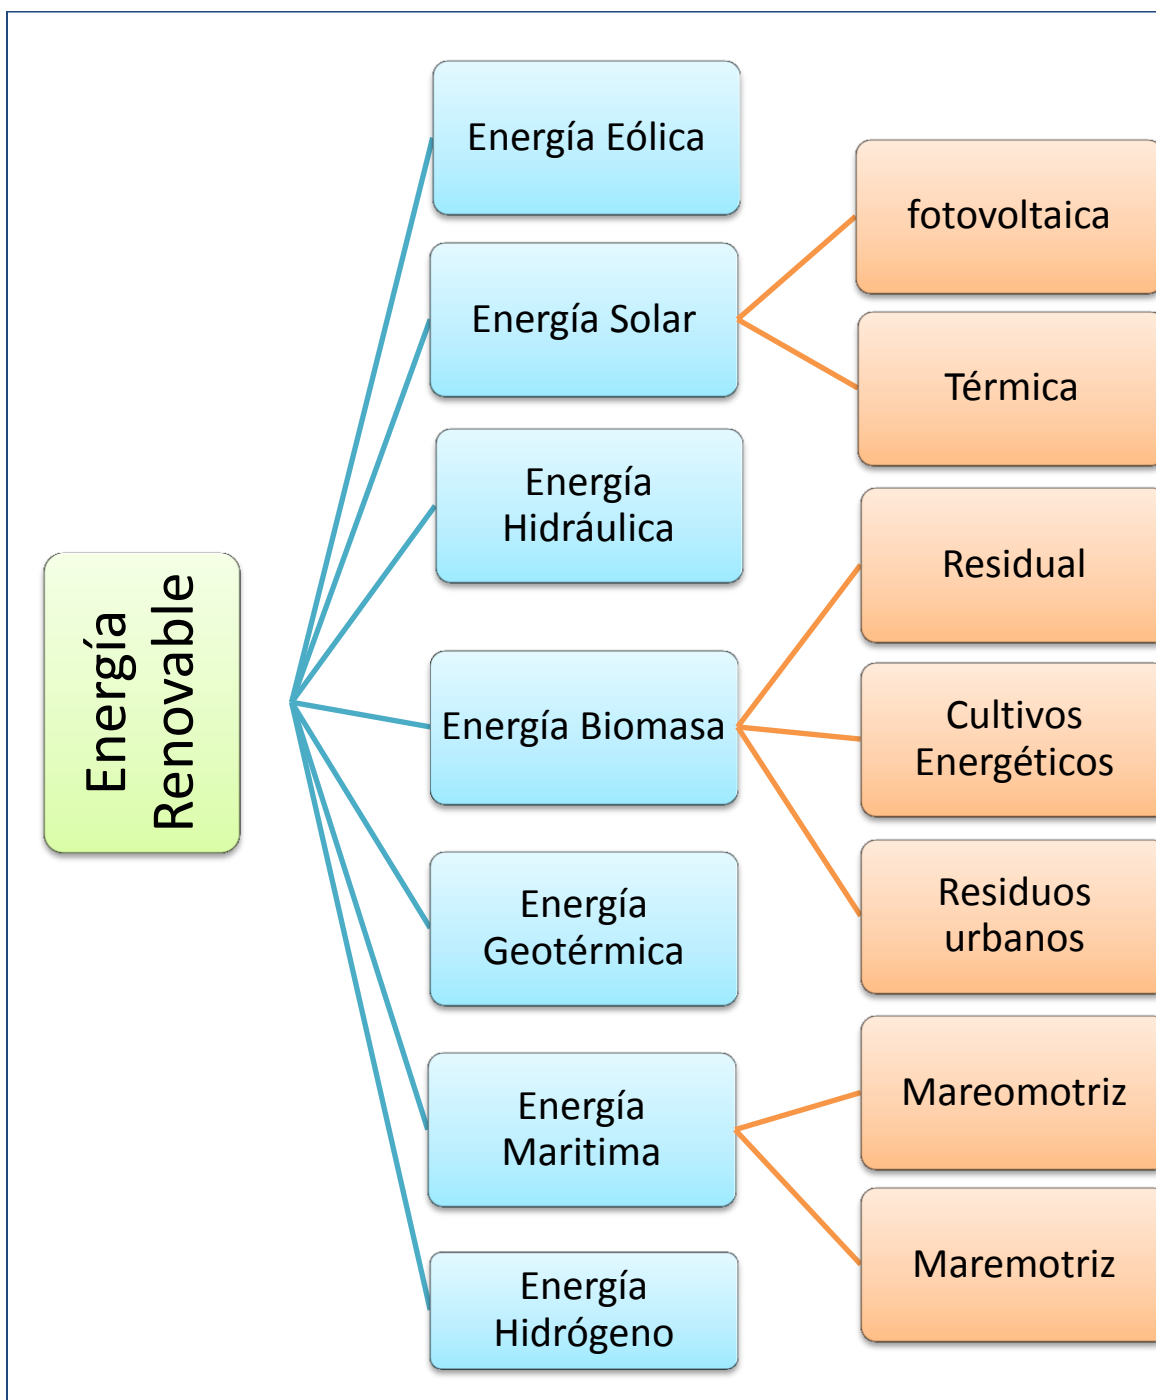 Energía
Renovable
Energía Eólica
Energía Solar
fotovoltaica
Térmica
Energía
Hidráulica
Energía Biomasa
Residual
Cultivos
Energéticos
Residuos
urbanos
Energía
Geotérmica
Energía
Maritima
Mareomotriz
Maremotriz
Energía
Hidrógeno